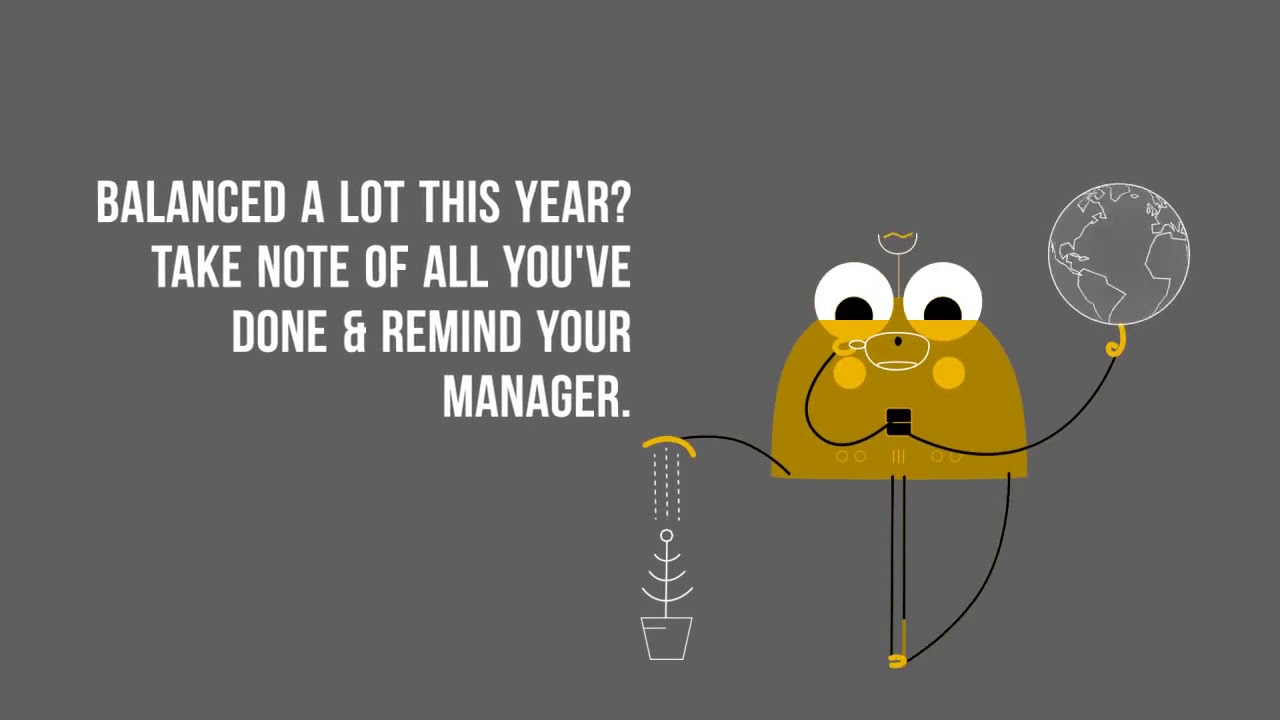 BALANCED A LOT THIS YEAR?
TAKE NOTE OF ALL YOU'VE
DONE & REMIND YOUR
MANAGER.